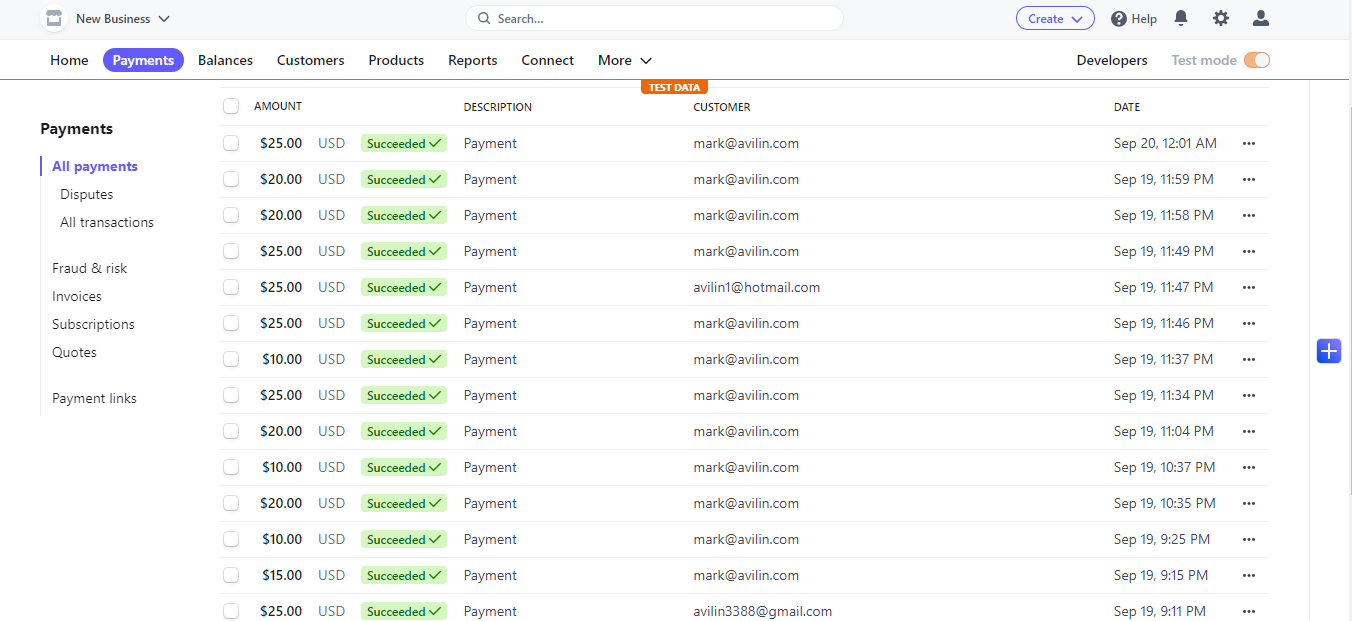 New Business
Search...
Create
Help
Home Payments Balances Customers Products Reports Connect More Developers Test mode
TEST DATA
Payments
All payments
Disputes
All transactions
Fraud & risk
Invoices
Subscriptions
Quotes
Payment links
AMOUNT DESCRIPTION CUSTOMER DATE
$25.00 USD Succeeded Payment mark@avilin.com Sep 20, 12:01 AM
$20.00 USD Succeeded Payment mark@avilin.com Sep 19, 11:59 PM
$20.00 USD Succeeded Payment mark@avilin.com Sep 19, 11:58 PM
$25.00 USD Succeeded Payment mark@avilin.com Sep 19, 11:49 PM
$25.00 USD Succeeded Payment avilin1@hotmail.com Sep 19, 11:47 PM
$25.00 USD Succeeded Payment mark@avilin.com Sep 19, 11:46 PM
$10.00 USD Succeeded Payment mark@avilin.com Sep 19, 11:37 PM
$25.00 USD Succeeded Payment mark@avilin.com Sep 19, 11:34 PM
$20.00 USD Succeeded Payment mark@avilin.com Sep 19, 11:04 PM
$10.00 USD Succeeded Payment mark@avilin.com Sep 19, 10:37 PM
$20.00 USD Succeeded Payment mark@avilin.com Sep 19, 10:35 PM
$10.00 USD Succeeded Payment mark@avilin.com Sep 19, 9:25 PM
$15.00 USD Succeeded Payment mark@avilin.com Sep 19, 9:15 PM
$25.00 USD Succeeded Payment avilin3388@gmail.com Sep 19, 9:11 PM